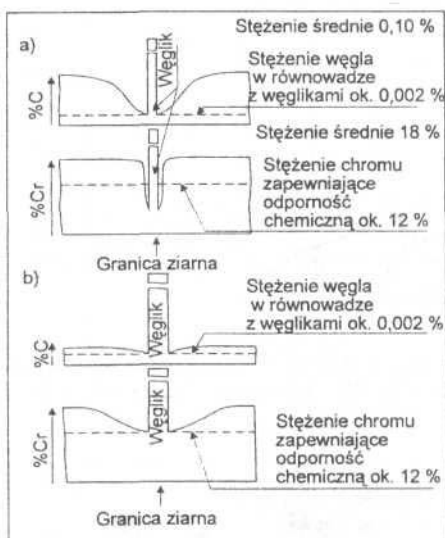 a)
Stężenie średnie 0,10 %
Węglik
Stężenie węgla
w równowadze
z węglikami ok. 0,002 %
%C
Stężenie średnie 18 %
Stężenie chromu
zapewniające
odporność
chemiczną ok. 12 %
%Cr
Granica ziarna
b)
Stężenie węgla
w równowadze
z węglikami ok. 0,002 %
Węglik
%C
Węglik
%Cr
Stężenie chromu
zapewniające
odporność
chemiczną ok. 12 %
Granica ziarna